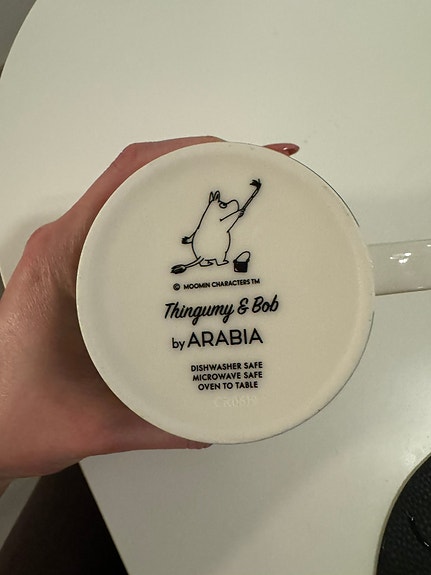 © MOOMIN CHARACTERS™
Thingumy & Bob
by ARABIA
DISHWASHER SAFE
MICROWAVE SAFE
OVEN TO TABLE